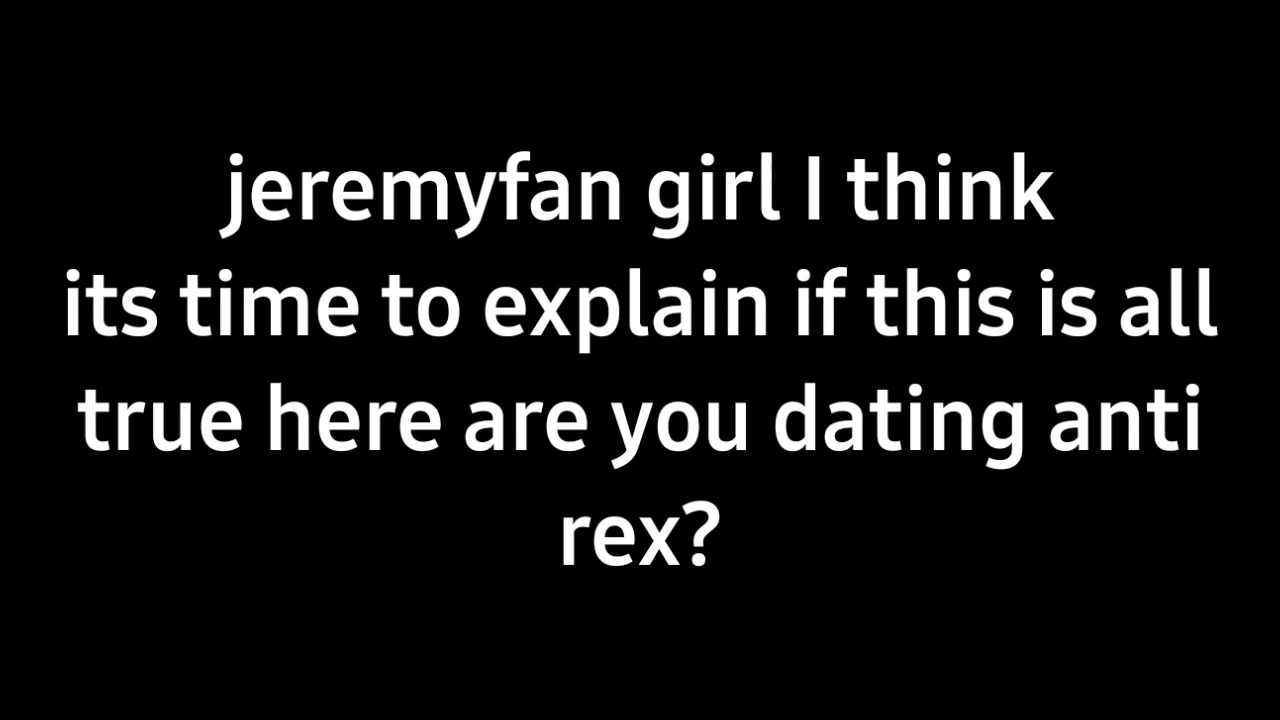 jeremyfan girl I think
its time to explain if this is all
true here are you dating anti
rex?